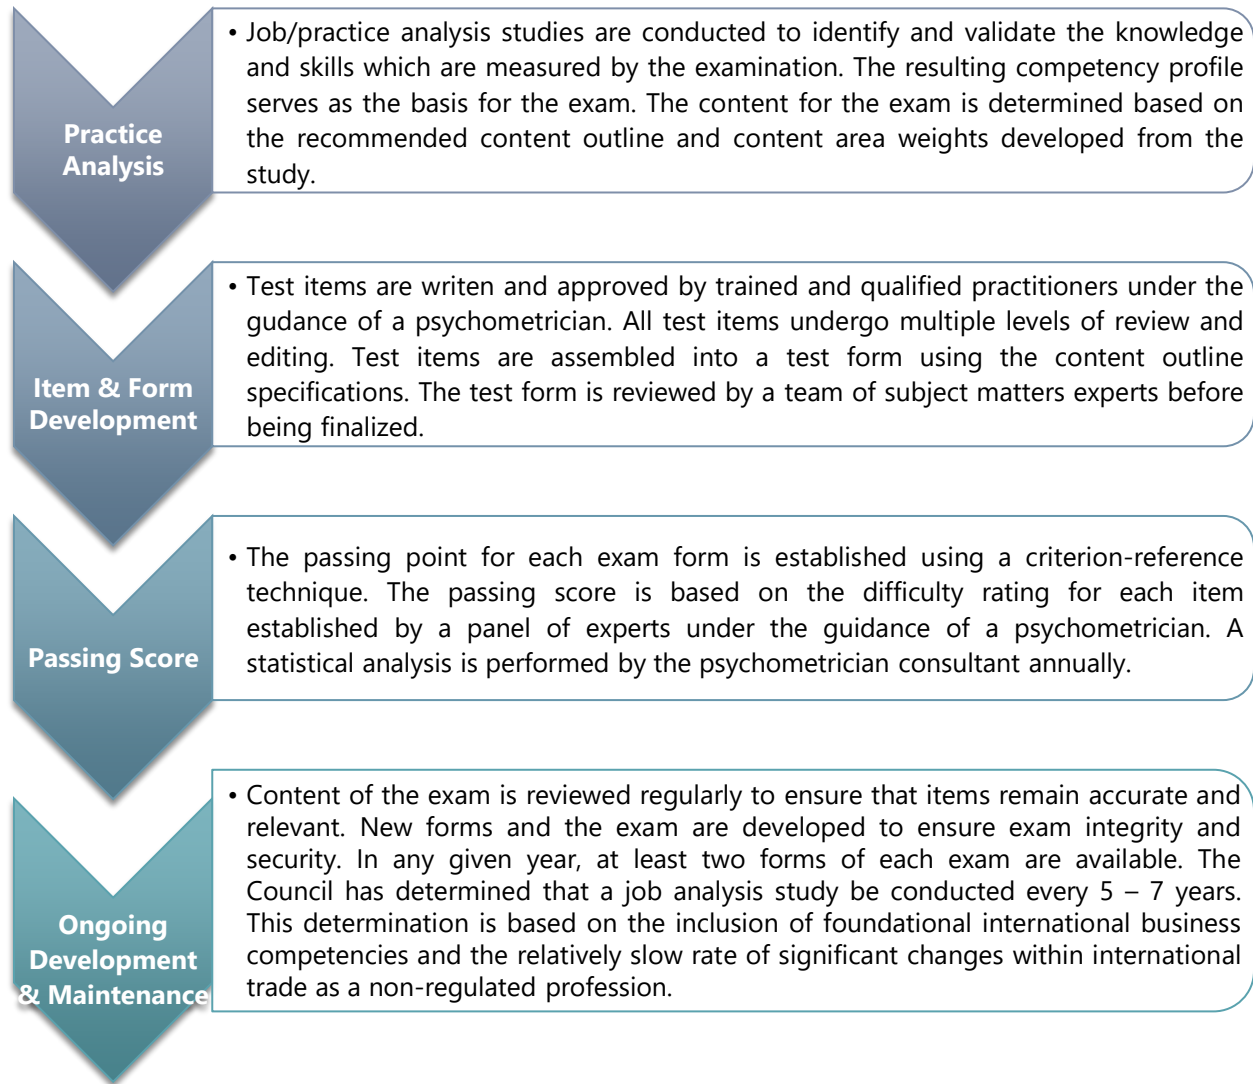 Practice
Analysis
• Job/practice analysis studies are conducted to identify and validate the knowledge
and skills which are measured by the examination. The resulting competency profile
serves as the basis for the exam. The content for the exam is determined based on
the recommended content outline and content area weights developed from the
study.
Item & Form
Development
• Test items are writen and approved by trained and qualified practitioners under the
gudance of a psychometrician. All test items undergo multiple levels of review and
editing. Test items are assembled into a test form using the content outline
specifications. The test form is reviewed by a team of subject matters experts before
being finalized.
Passing Score
• The passing point for each exam form is established using a criterion-reference
technique. The passing score is based on the difficulty rating for each item
established by a panel of experts under the guidance of a psychometrician. A
statistical analysis is performed by the psychometrician consultant annually.
Ongoing
Development
& Maintenance
• Content of the exam is reviewed regularly to ensure that items remain accurate and
relevant. New forms and the exam are developed to ensure exam integrity and
security. In any given year, at least two forms of each exam are available. The
Council has determined that a job analysis study be conducted every 5 – 7 years.
This determination is based on the inclusion of foundational international business
competencies and the relatively slow rate of significant changes within international
trade as a non-regulated profession.